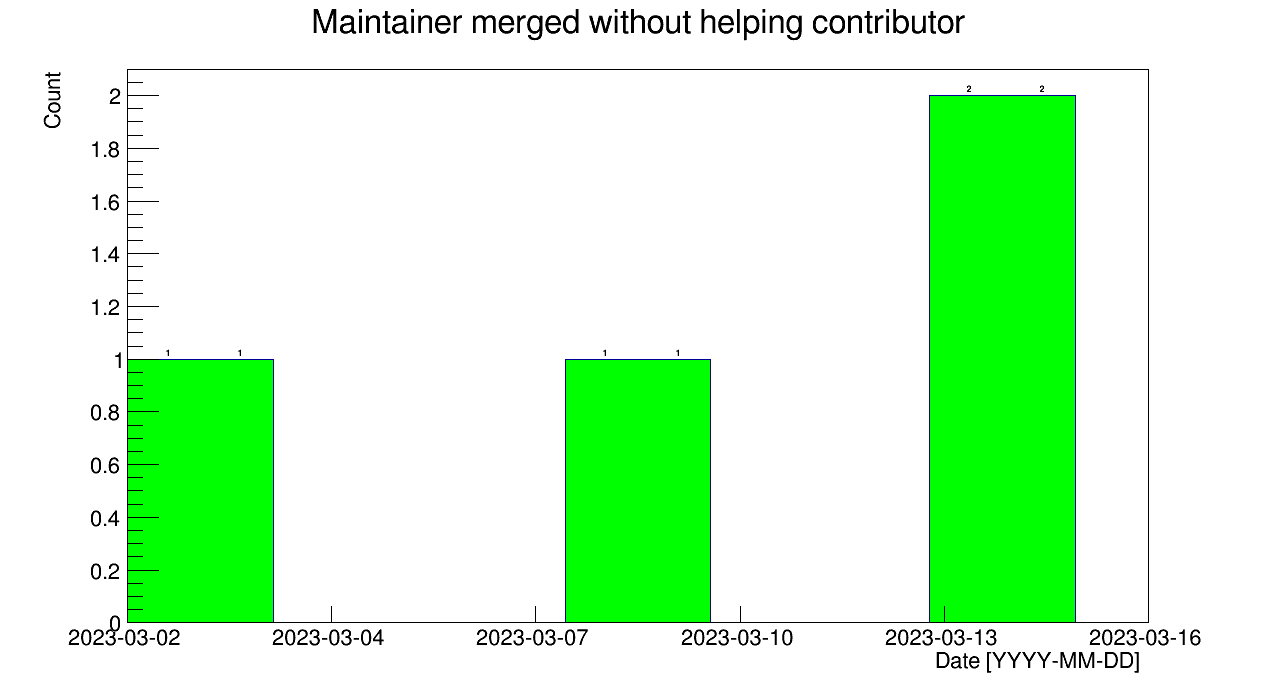 Maintainer merged without helping contributor
Count
2
1.8
1.6
1.4
1.2
1
0.8
0.6
0.4
0.2
0
1 1 1 1 2 2
2023-03-02 2023-03-04 2023-03-07 2023-03-10 2023-03-13 2023-03-16
Date [YYYY-MM-DD]